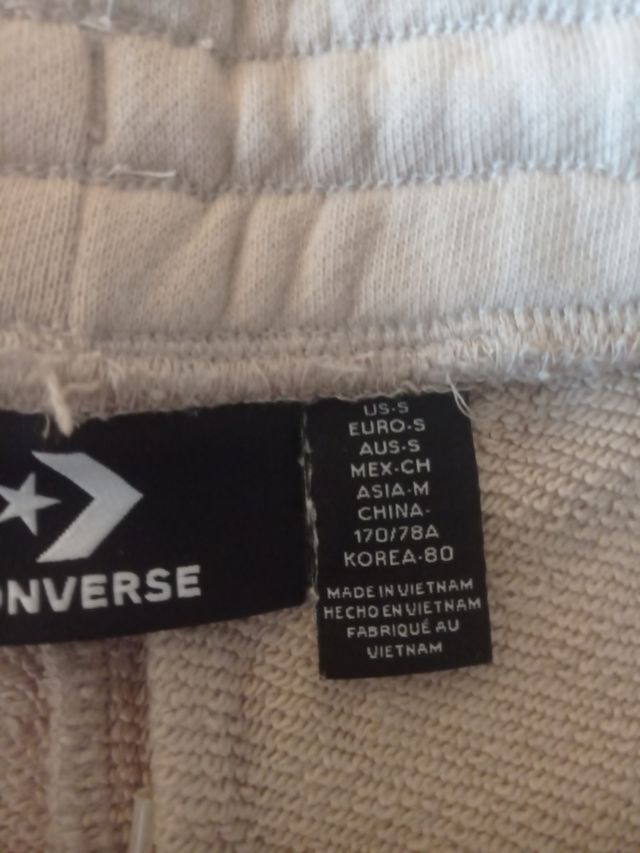 CONVERSE
US-S
EURO-S
AUS-S
MEX-CH
ASIA-M
CHINA-
170/78A
KOREA-80
MADE IN VIETNAM
HECHO EN VIETNAM
FABRIQUÉ AU
VIETNAM